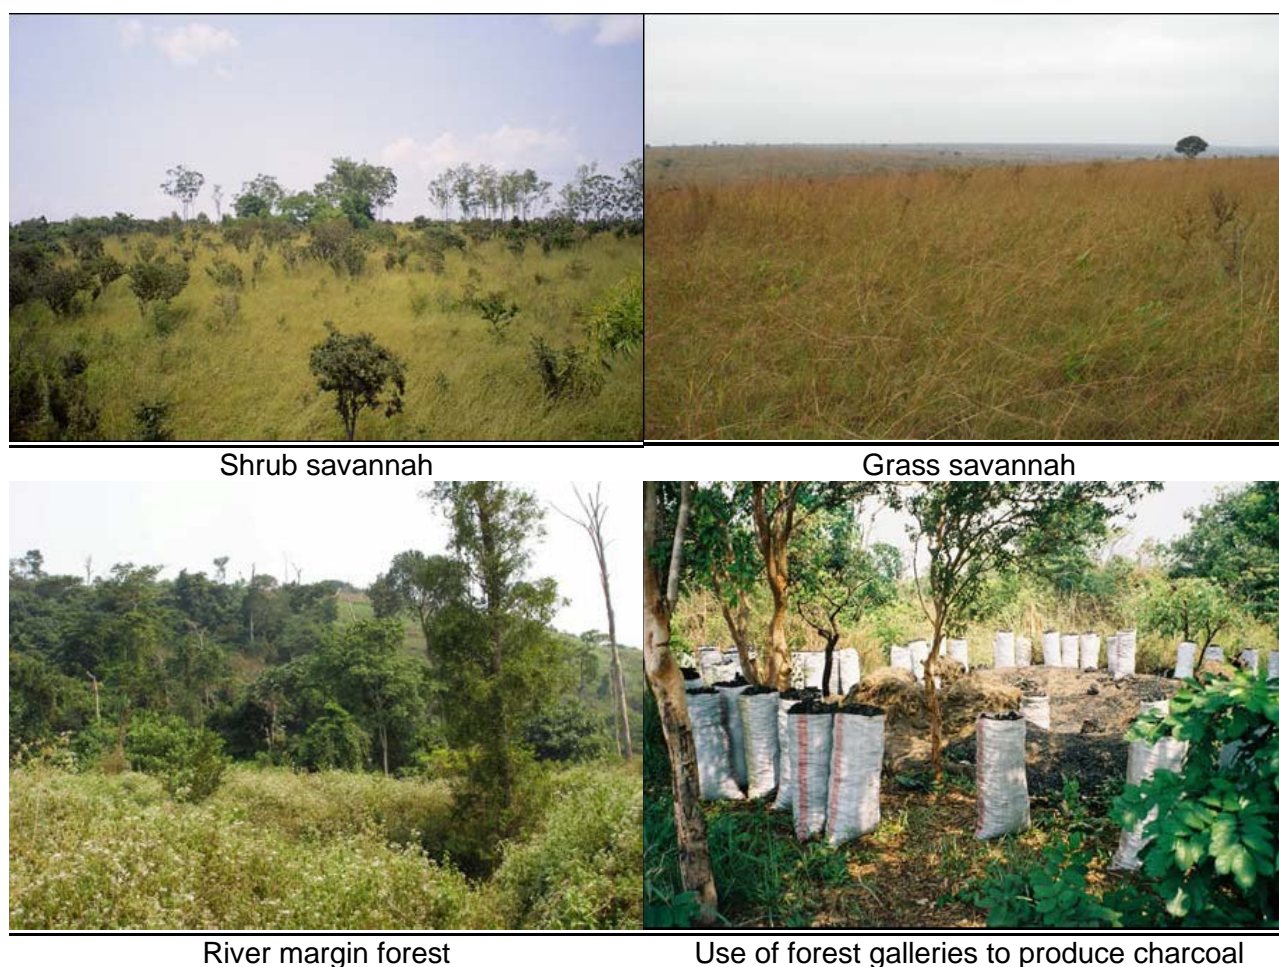 Shrub savannah
Grass savannah
River margin forest
Use of forest galleries to produce charcoal